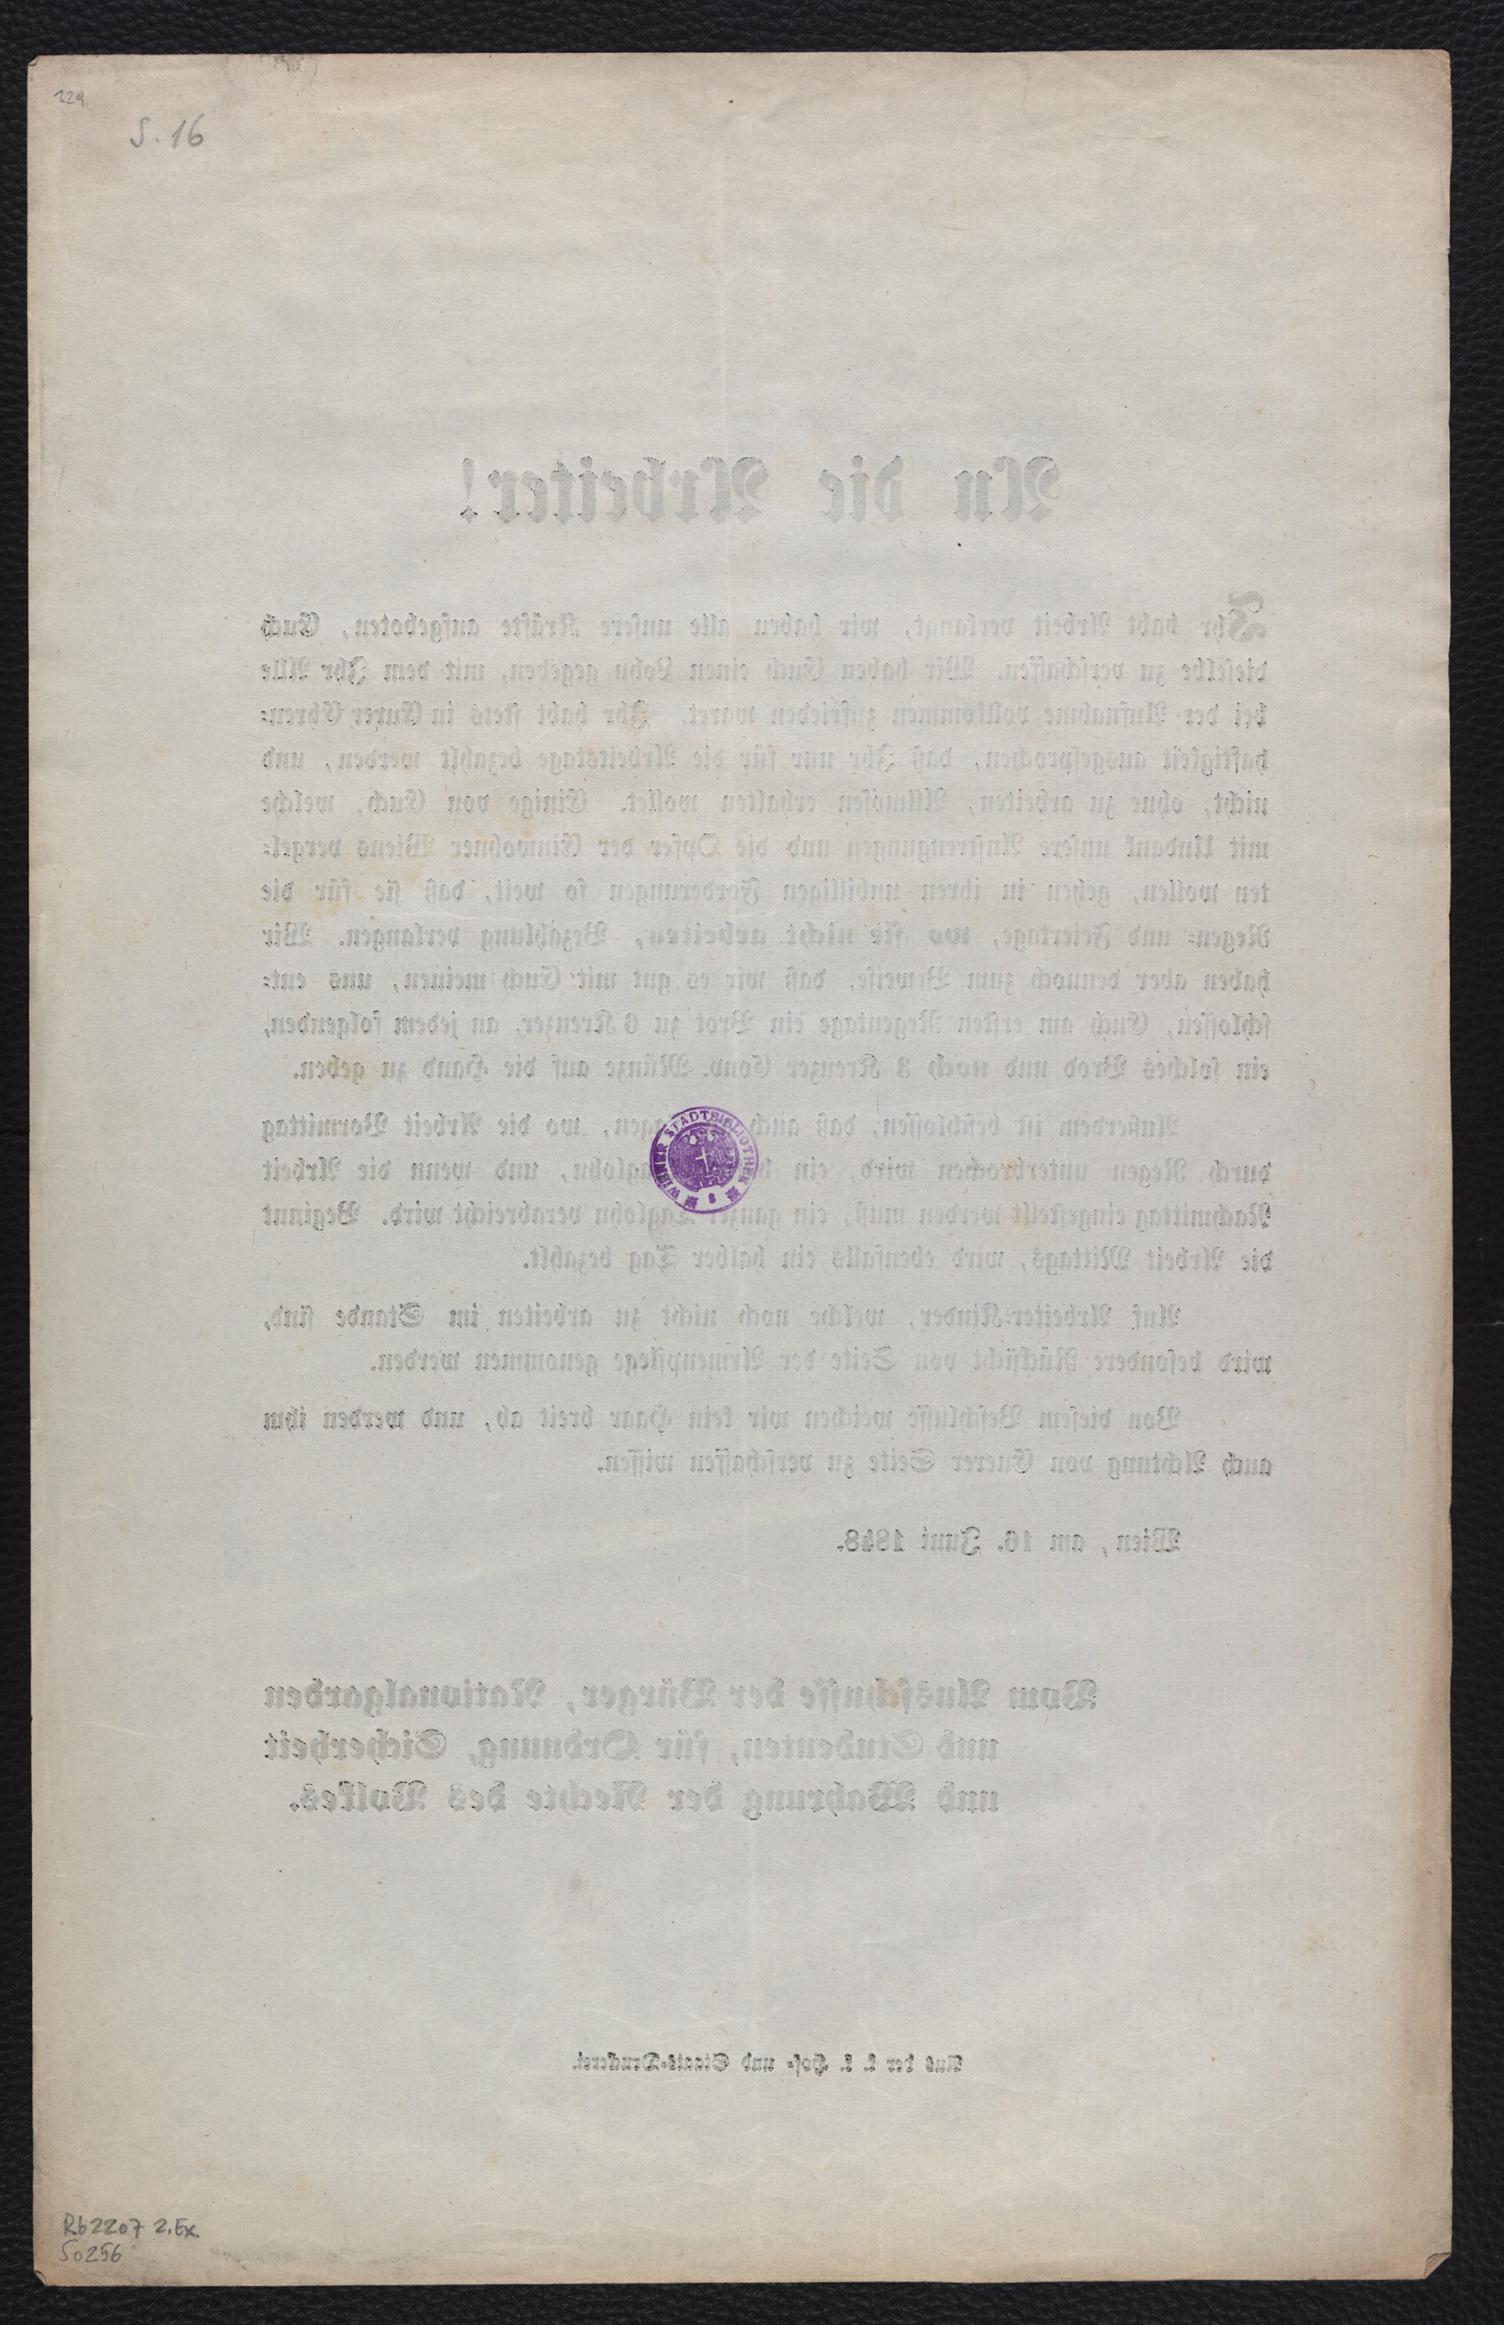 229
S. 16
An die Arbeiter!
Ihr habt Arbeit verlangt, wir haben alle unsere Kräfte aufgeboten, Euch
dieselbe zu verschaffen. Wir haben Euch einen Lohn gegeben, mit dem Ihr Alle
bei der Aufnahme vollkommen zufrieden waret. Ihr habt stets in Eurer Ehren-
haftigkeit ausgesprochen, daß Ihr nur für die Arbeitstage bezahlt werden, und
nicht, ohne zu arbeiten, Allmosen erhalten wollet. Einige von Euch, welche
mit Undank unsere Anstrengungen und die Opfer der Einwohner Wiens vergel-
ten wollen, gehen in ihren unbilligen Forderungen so weit, daß sie für die
Regen- und Feiertage, wo sie nicht arbeiten, Bezahlung verlangen. Wir
haben aber dennoch zum Beweise, daß wir es gut mit Euch meinen, uns ent-
schlossen, Euch am ersten Regentage ein Brot zu 6 Kreuzer, an jedem folgenden,
ein solches Brod und noch 3 Kreuzer Conv. Münze auf die Hand zu geben.
Außerdem ist beschlossen, daß auch wo die Arbeit Vormittag
durch Regen unterbrochen wird, ein und wenn die Arbeit
Nachmittag eingestellt werden muß, ein ganzer Taglohn verabreicht wird. Beginnt
die Arbeit Mittags, wird ebenfalls ein halber Tag bezahlt.
Auf Arbeiter-Kinder, welche noch nicht zu arbeiten im Stande sind,
wird besondere Rücksicht von Seite der Armenpflege genommen werden.
Von diesem Beschlusse weichen wir kein Haar breit ab, und werden ihm
auch Achtung von Euerer Seite zu verschaffen wissen.
Wien, am 16. Juni 1848.
Vom Ausschusse der Bürger, Nationalgarden
und Studenten, für Ordnung, Sicherheit
und Wahrung der Rechte des Volkes.
Aus der k. k. Hof- und Staats-Druckerei.
WIENER STADTBIBLIOTHEK
Rb2207 2.Ex.
So256